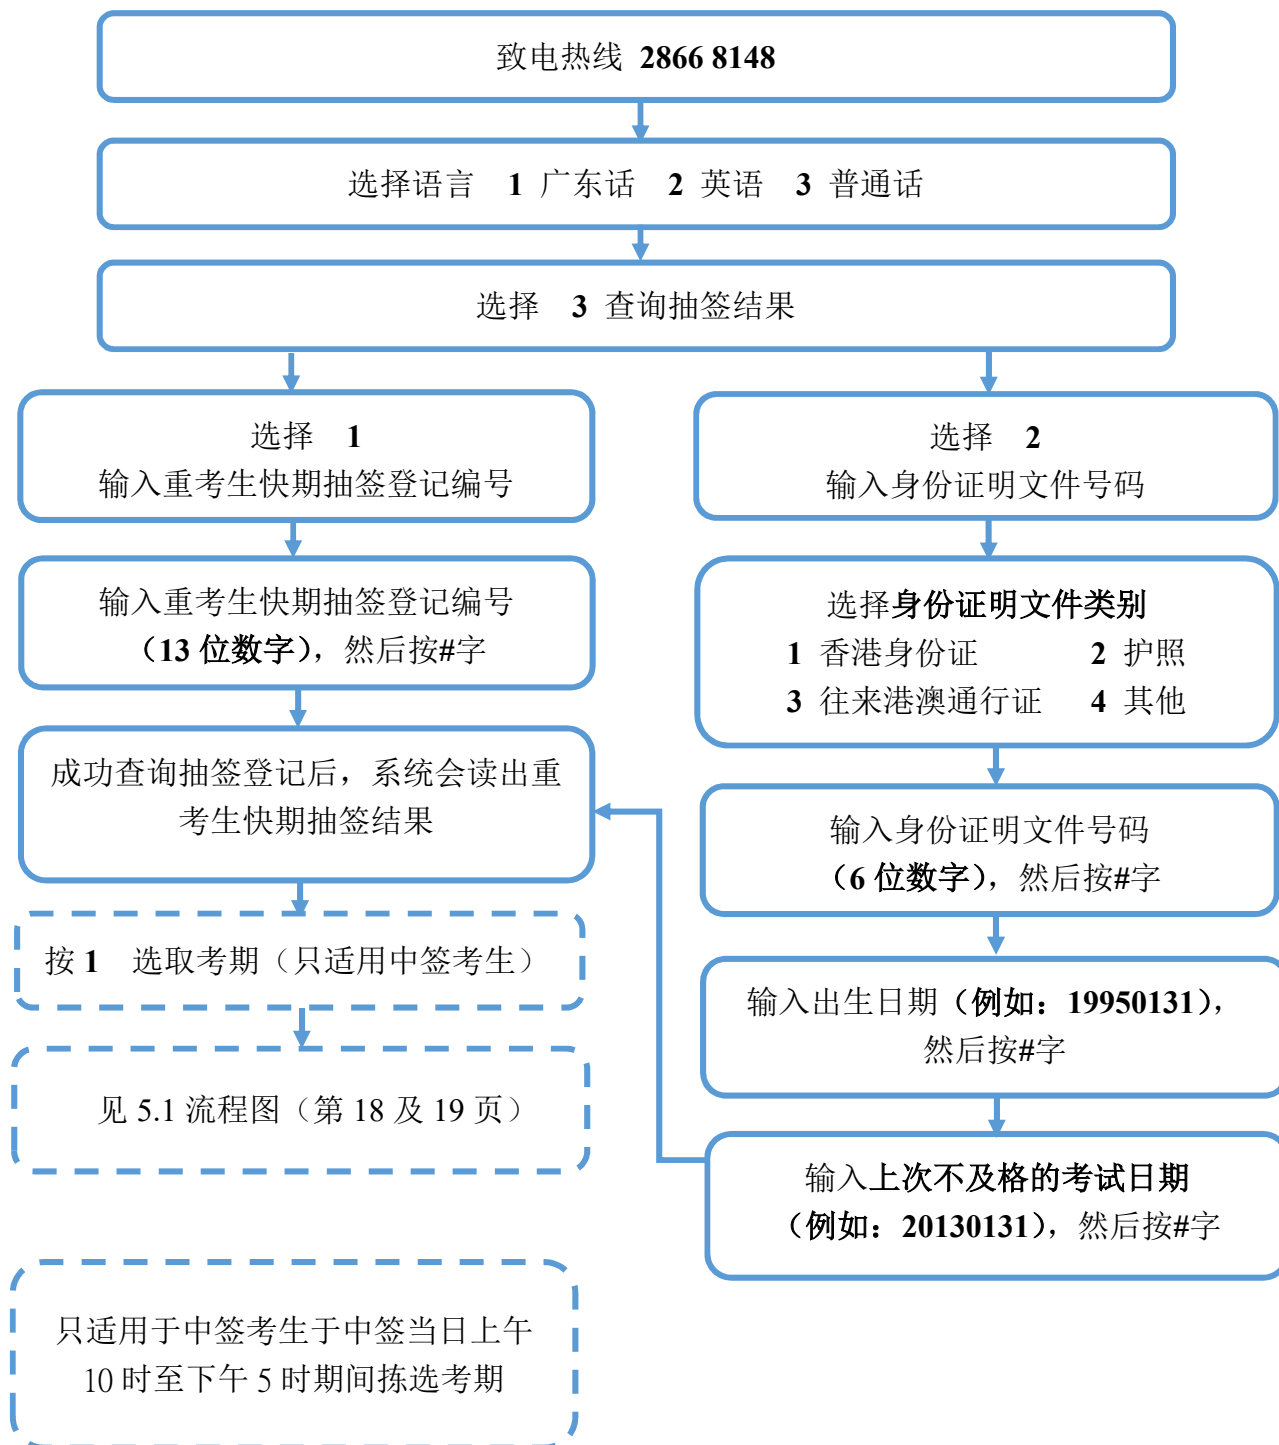 致电热线 2866 8148
选择语言 1 广东话 2 英语 3 普通话
选择 3 查询抽签结果
选择 1
输入重考生快期抽签登记编号
输入重考生快期抽签登记编号
（13 位数字），然后按#字
成功查询抽签登记后，系统会读出重
考生快期抽签结果
按 1 选取考期（只适用中签考生）
见 5.1 流程图（第 18 及 19 页）
只适用于中签考生于中签当日上午
10 时至下午 5 时期间拣选考期
选择 2
输入身份证明文件号码
选择身份证明文件类别
1 香港身份证 2 护照
3 往来港澳通行证 4 其他
输入身份证明文件号码
（6 位数字），然后按#字
输入出生日期（例如：19950131），
然后按#字
输入上次不及格的考试日期
（例如：20130131），然后按#字